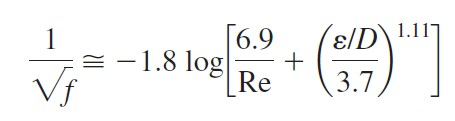 1/√f ≅ −1.8 log[6.9/Re + ((ε/D)/3.7)^1.11]